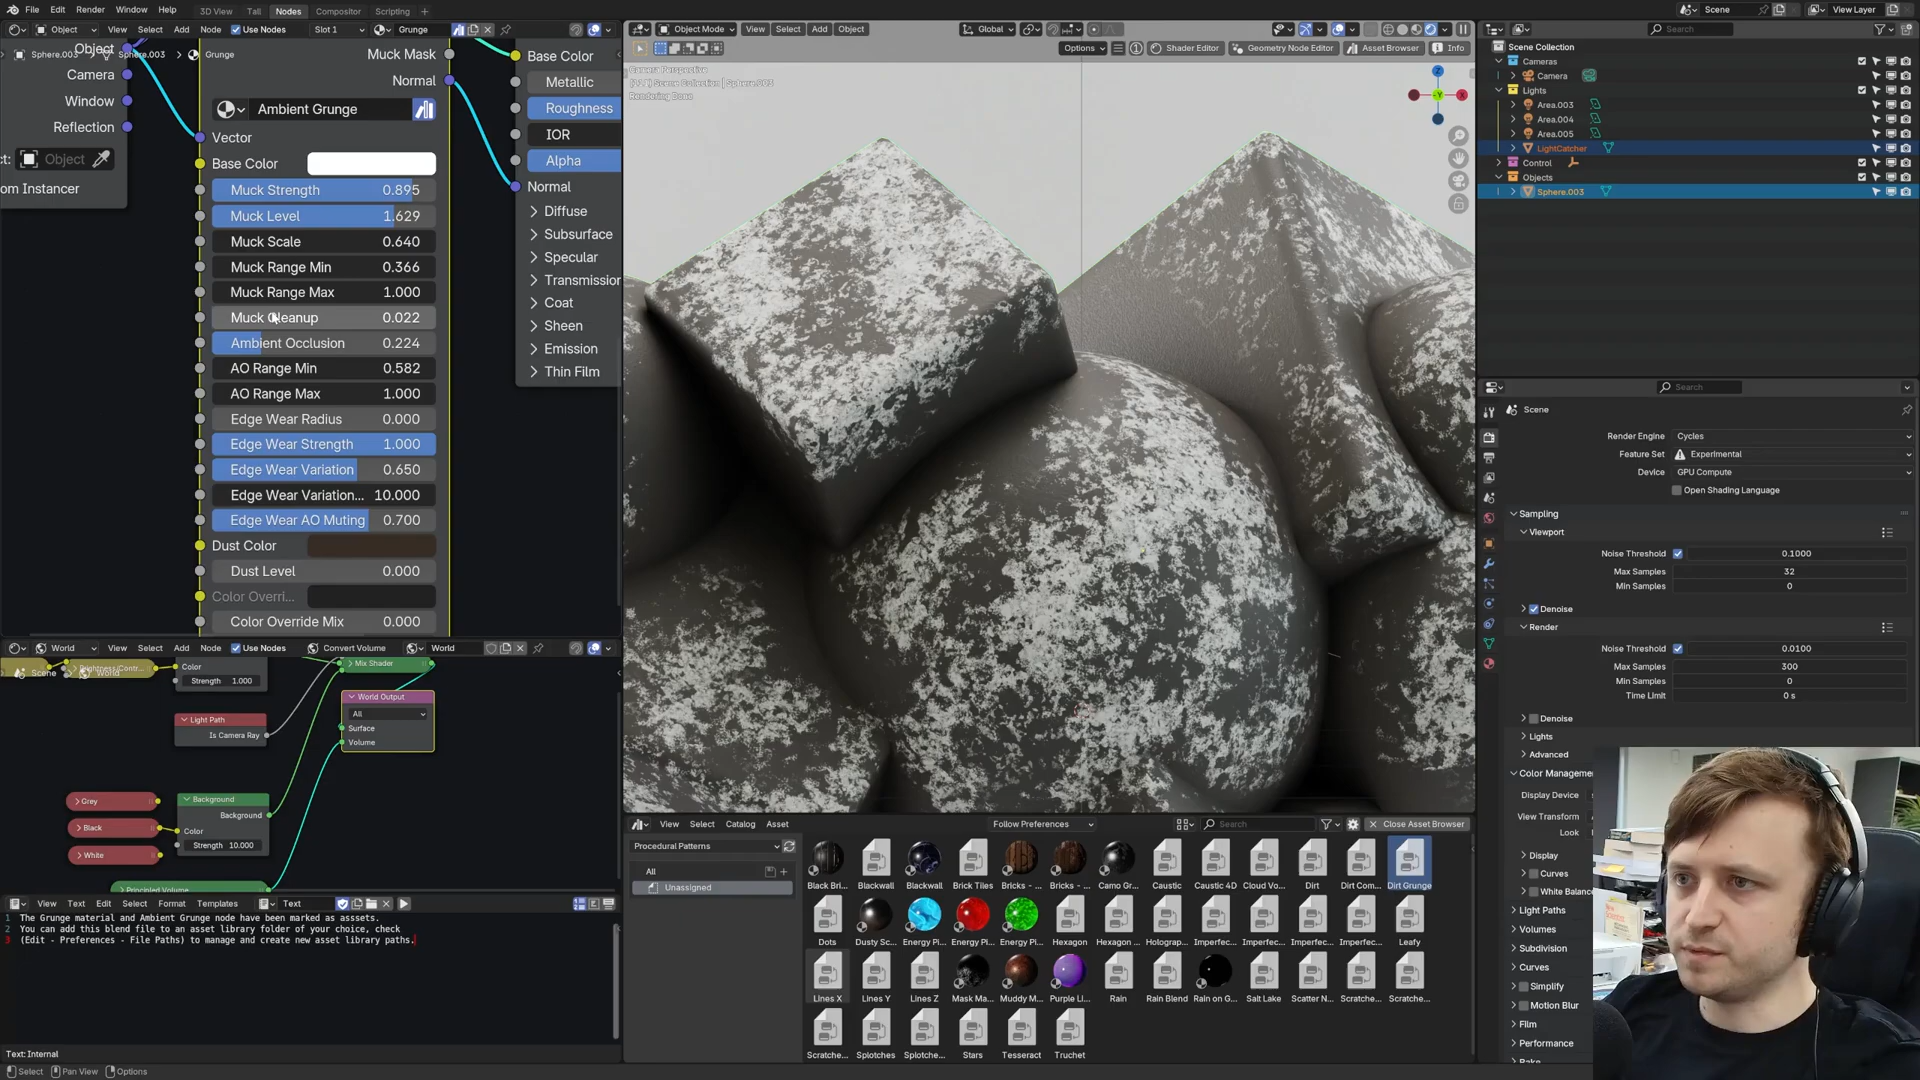 File Edit Render Window Help 3D View Tall Nodes Compositor Scripting + Scene View Layer
Object View Select Add Node Use Nodes Slot 1 Grunge
Object Mode View Select Add Object Global
Options Shader Editor Geometry Node Editor Asset Browser Info
Search
Object
Sphere.003 Sphere.003 Grunge
Camera
Window
Reflection
Object
Muck Mask
Normal
Ambient Grunge
Vector
Base Color
Muck Strength 0.895
Muck Level 1.629
Muck Scale 0.640
Muck Range Min 0.366
Muck Range Max 1.000
Muck Cleanup 0.022
Ambient Occlusion 0.224
AO Range Min 0.582
AO Range Max 1.000
Edge Wear Radius 0.000
Edge Wear Strength 1.000
Edge Wear Variation 0.650
Edge Wear Variation... 10.000
Edge Wear AO Muting 0.700
Dust Color
Dust Level 0.000
Color Overri...
Color Override Mix 0.000
Base Color
Metallic
Roughness
IOR
Alpha
Normal
Diffuse
Subsurface
Specular
Transmission
Coat
Sheen
Emission
Thin Film
Camera Perspective
Rendering Done
Scene Collection
Cameras
Camera
Lights
Area.003
Area.004
Area.005
LightCatcher
Control
Objects
Sphere.003
Search
Scene
Render Engine Cycles
Feature Set Experimental
Device GPU Compute
Open Shading Language
Sampling
Viewport
Noise Threshold 0.1000
Max Samples 32
Min Samples 0
Denoise
Render
Noise Threshold 0.0100
Max Samples 300
Min Samples 0
Time Limit 0 s
Denoise
Lights
Advanced
Color Managemen
Display Device
View Transform
Look
Display
Curves
White Balanc
Light Paths
Volumes
Subdivision
Curves
Simplify
Motion Blur
Film
Performance
World View Select Add Node Use Nodes Convert Volume World
Scene World
Color
Strength 1.000
Mix Shader
World Output
All
Surface
Volume
Light Path
Is Camera Ray
Grey
Black
White
Background
Background
Color
Strength 10.000
Principled Volume
View Text Edit Select Format Templates Text
1 The Grunge material and Ambient Grunge node have been marked as asssets.
2 You can add this blend file to an asset library folder of your choice, check
3 (Edit - Preferences - File Paths) to manage and create new asset library paths.
Text: Internal
Select Pan View Options
View Select Catalog Asset Follow Preferences Search Close Asset Browser
Procedural Patterns
All
Unassigned
Black Bri... Blackwall Blackwall Brick Tiles Bricks - ... Bricks - ... Camo Gr... Caustic Caustic 4D Cloud Vo... Dirt Dirt Com... Dirt Grunge
Dots Dusty Sc... Energy Pi... Energy Pi... Energy Pi... Hexagon Hexagon ... Holograp... Imperfec... Imperfec... Imperfec... Imperfec... Leafy
Lines X Lines Y Lines Z Mask Ma... Muddy M... Purple Li... Rain Rain Blend Rain on G... Salt Lake Scatter N... Scratche... Scratche...
Scratche... Splotches Splotche... Stars Tesseract Truchet